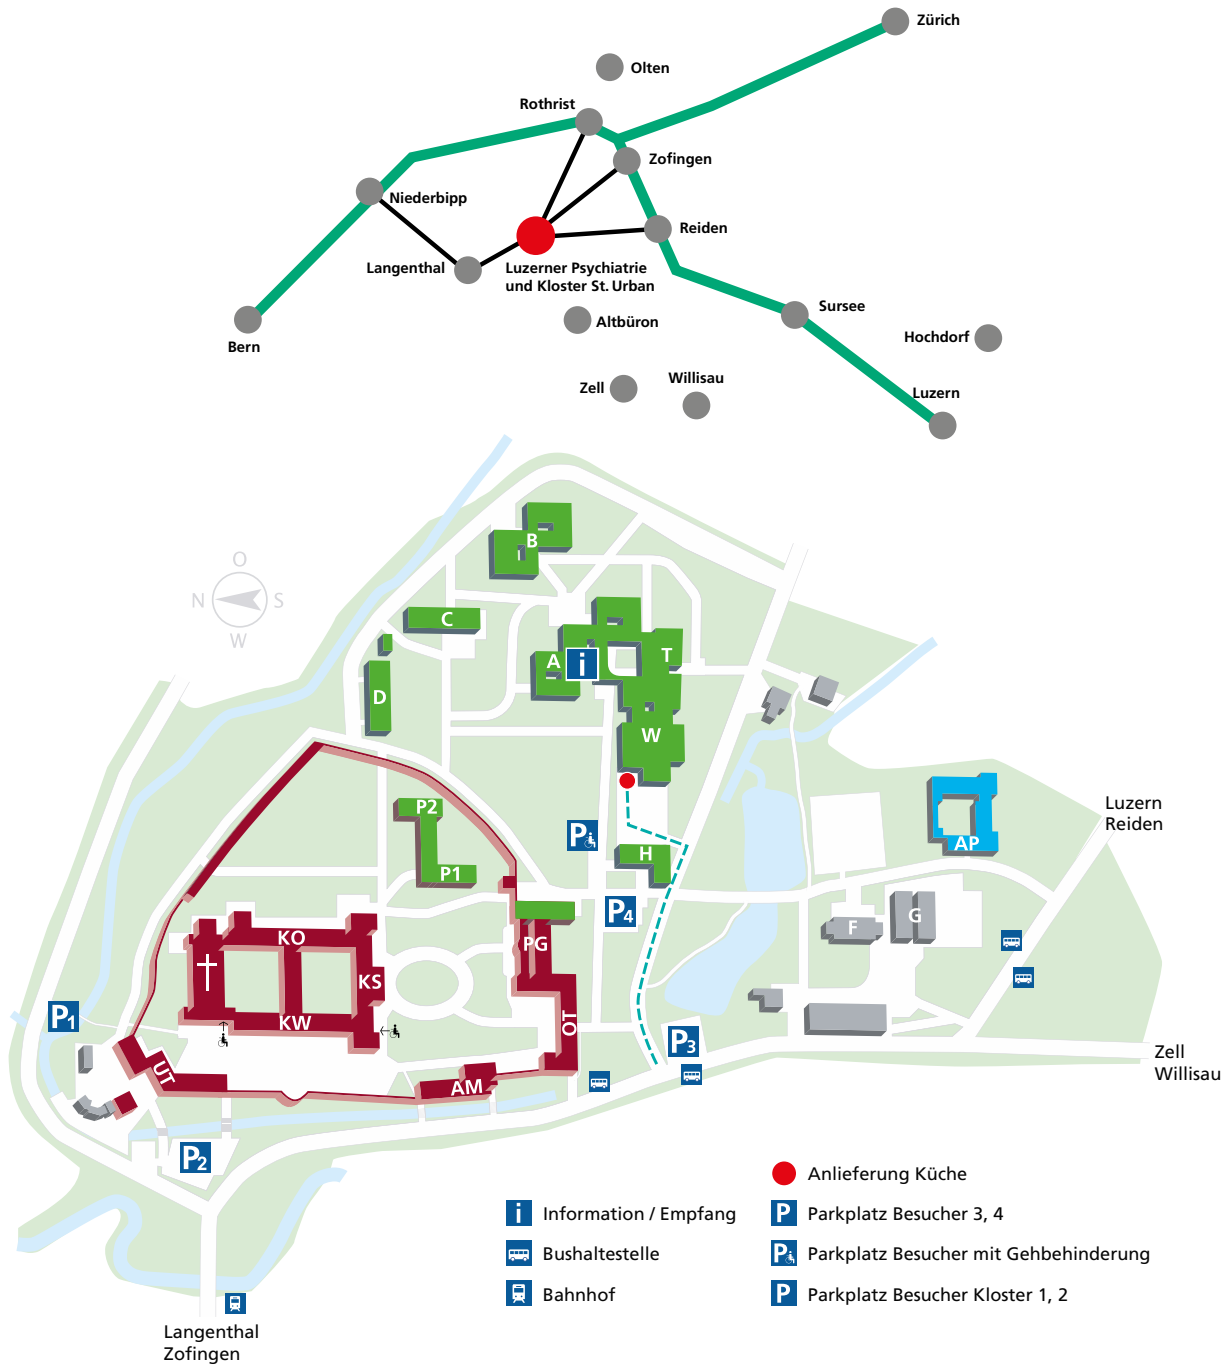 Zürich
Olten
Rothrist
Zofingen
Niederbipp
Reiden
Langenthal
Luzerner Psychiatrie
und Kloster St. Urban
Sursee
Altbüron
Hochdorf
Bern
Willisau
Zell
Luzern
B
O
N
S
W
C
A
i
T
D
W
P2
P
H
P1
AP
Luzern
Reiden
P4
G
F
KO
PG
KS
P1
KW
OT
P3
UT
AM
Zell
Willisau
P2
Anlieferung Küche
i Information / Empfang
P Parkplatz Besucher 3, 4
Bushaltestelle
P Parkplatz Besucher mit Gehbehinderung
Bahnhof
P Parkplatz Besucher Kloster 1, 2
Langenthal
Zofingen